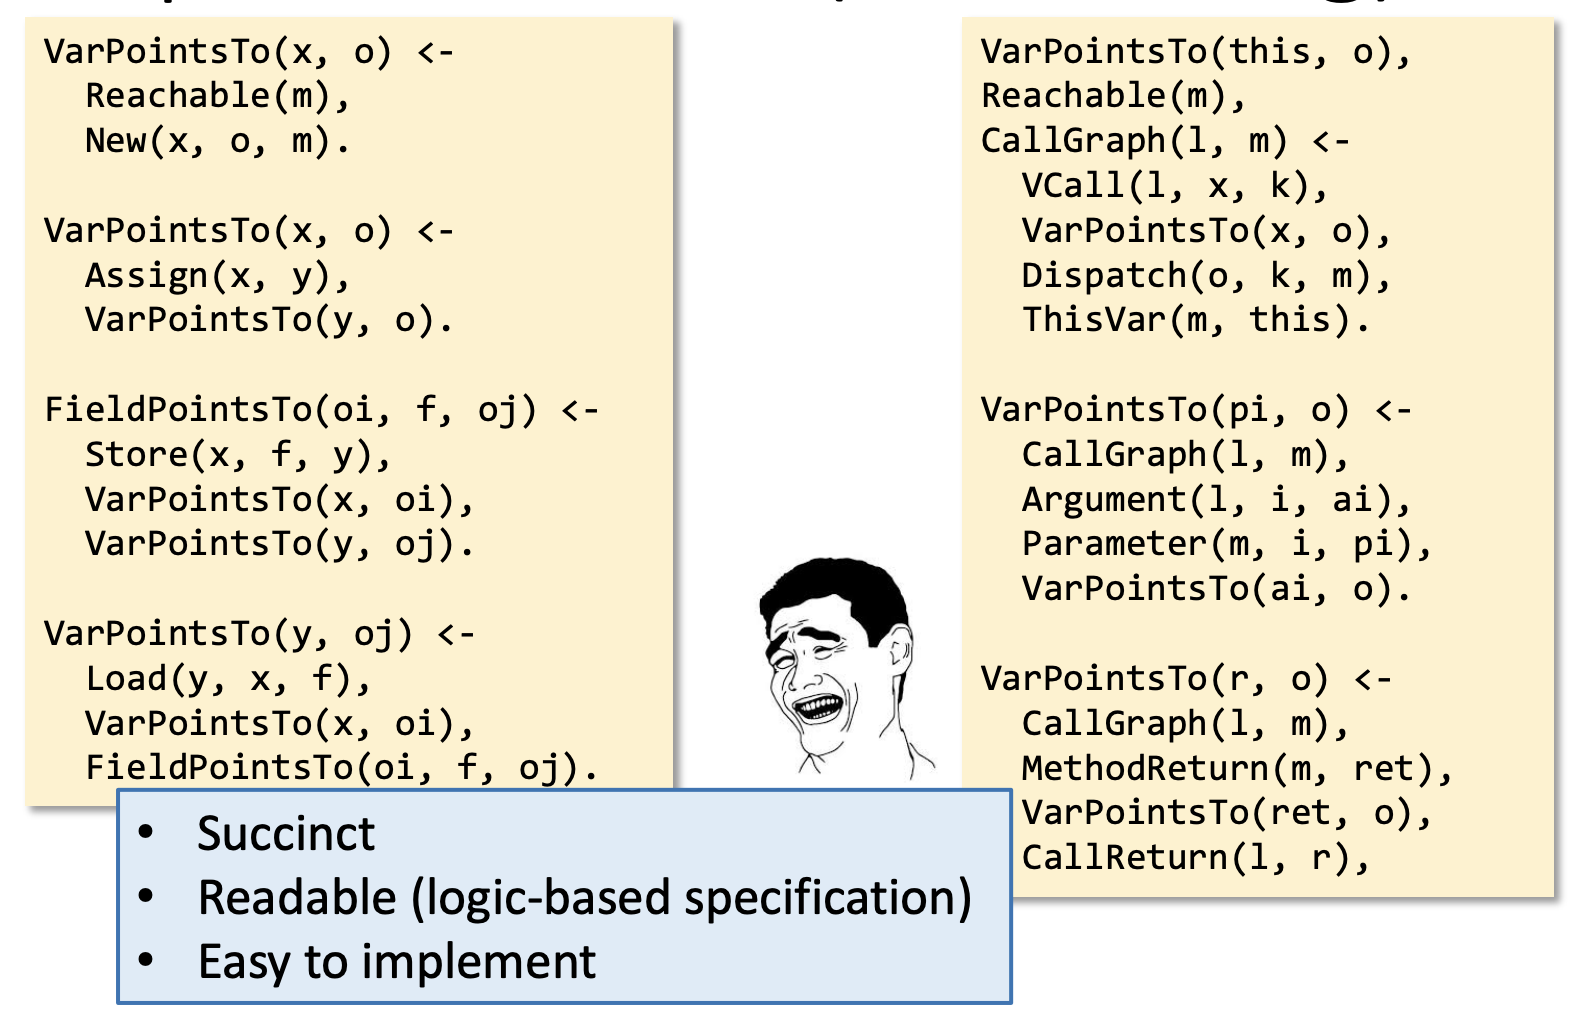 VarPointsTo(x, o) <-
Reachable(m),
New(x, o, m).
VarPointsTo(x, o) <-
Assign(x, y),
VarPointsTo(y, o).
FieldPointsTo(oi, f, oj) <-
Store(x, f, y),
VarPointsTo(x, oi),
VarPointsTo(y, oj).
VarPointsTo(y, oj) <-
Load(y, x, f),
VarPointsTo(x, oi),
FieldPointsTo(oi, f, oj).
VarPointsTo(this, o),
Reachable(m),
CallGraph(l, m) <-
VCall(l, x, k),
VarPointsTo(x, o),
Dispatch(o, k, m),
ThisVar(m, this).
VarPointsTo(pi, o) <-
CallGraph(l, m),
Argument(l, i, ai),
Parameter(m, i, pi),
VarPointsTo(ai, o).
VarPointsTo(r, o) <-
CallGraph(l, m),
MethodReturn(m, ret),
VarPointsTo(ret, o),
CallReturn(l, r),
• Succinct
• Readable (logic-based specification)
• Easy to implement